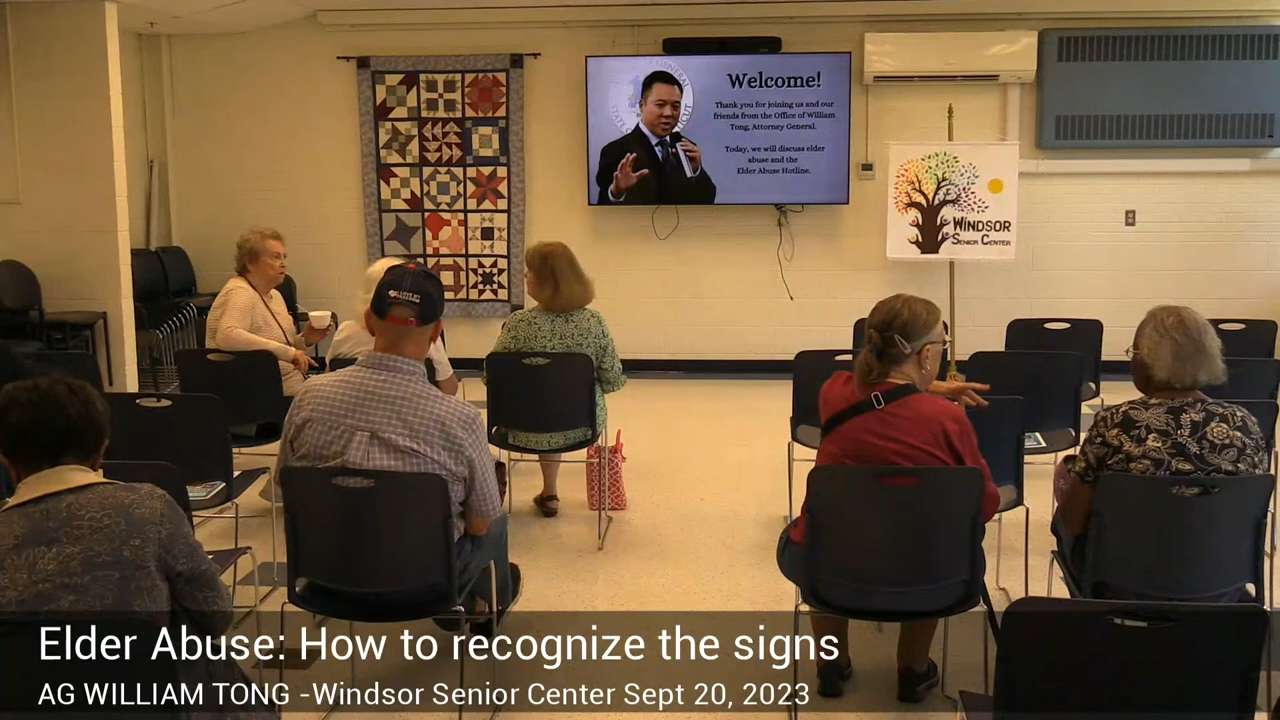 Welcome!
Thank you for joining us and our
friends from the Office of William
Tong, Attorney General.
Today, we will discuss elder
abuse and the
Elder Abuse Hotline.
WINDSOR
SENIOR CENTER
Elder Abuse: How to recognize the signs
AG WILLIAM TONG -Windsor Senior Center Sept 20, 2023